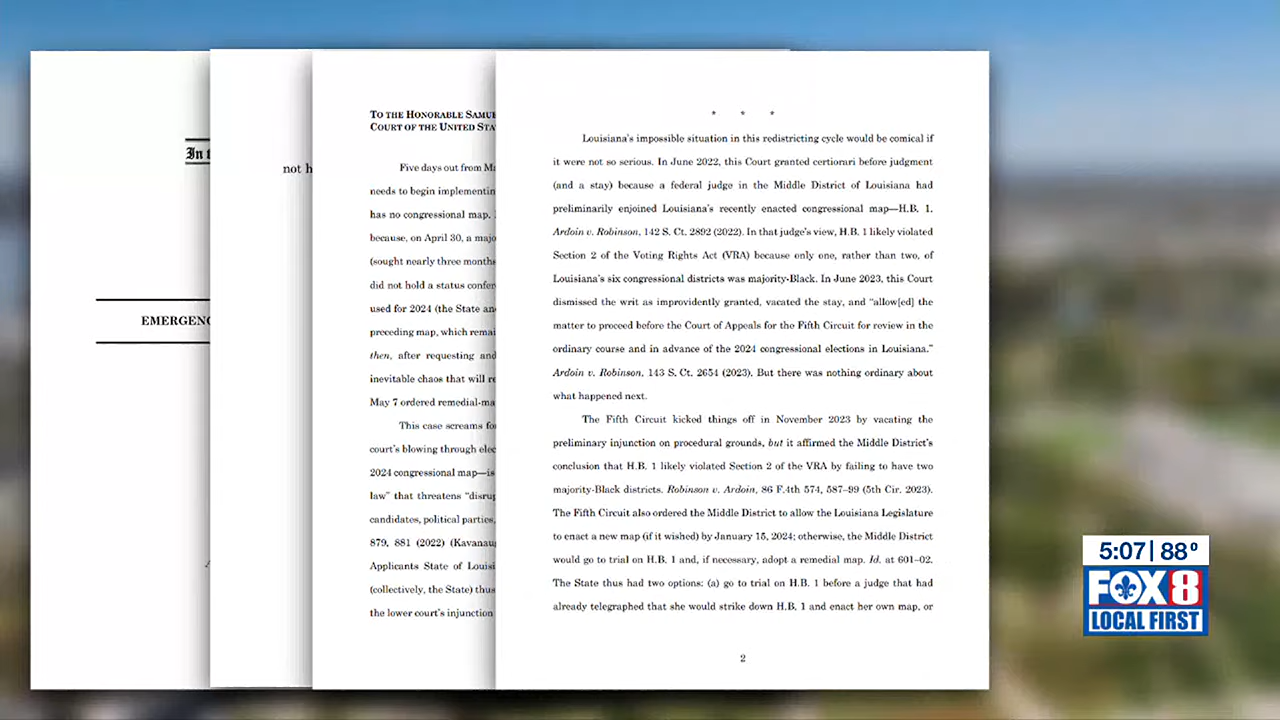 In t
EMERGENC
not h
TO THE HONORABLE SAMUE
COURT OF THE UNITED STA
Five days out from Ma
needs to begin implementin
has no congressional map.
because, on April 30, a majo
(sought nearly three months
did not hold a status confer
used for 2024 (the State an
preceding map, which remai
then, after requesting and
inevitable chaos that will re
May 7 ordered remedial-ma
This case screams fo
court's blowing through elec
2024 congressional map—is
law" that threatens "disrup
candidates, political parties,
879, 881 (2022) (Kavanau
Applicants State of Louisi
(collectively, the State) thus
the lower court's injunction
* * *
Louisiana's impossible situation in this redistricting cycle would be comical if
it were not so serious. In June 2022, this Court granted certiorari before judgment
(and a stay) because a federal judge in the Middle District of Louisiana had
preliminarily enjoined Louisiana's recently enacted congressional map—H.B. 1.
Ardoin v. Robinson, 142 S. Ct. 2892 (2022). In that judge's view, H.B. 1 likely violated
Section 2 of the Voting Rights Act (VRA) because only one, rather than two, of
Louisiana's six congressional districts was majority-Black. In June 2023, this Court
dismissed the writ as improvidently granted, vacated the stay, and "allow[ed] the
matter to proceed before the Court of Appeals for the Fifth Circuit for review in the
ordinary course and in advance of the 2024 congressional elections in Louisiana."
Ardoin v. Robinson, 143 S. Ct. 2654 (2023). But there was nothing ordinary about
what happened next.
The Fifth Circuit kicked things off in November 2023 by vacating the
preliminary injunction on procedural grounds, but it affirmed the Middle District's
conclusion that H.B. 1 likely violated Section 2 of the VRA by failing to have two
majority-Black districts. Robinson v. Ardoin, 86 F.4th 574, 587–99 (5th Cir. 2023).
The Fifth Circuit also ordered the Middle District to allow the Louisiana Legislature
to enact a new map (if it wished) by January 15, 2024; otherwise, the Middle District
would go to trial on H.B. 1 and, if necessary, adopt a remedial map. Id. at 601–02.
The State thus had two options: (a) go to trial on H.B. 1 before a judge that had
already telegraphed that she would strike down H.B. 1 and enact her own map, or
2
5:07 | 88º
FOX 8
LOCAL FIRST